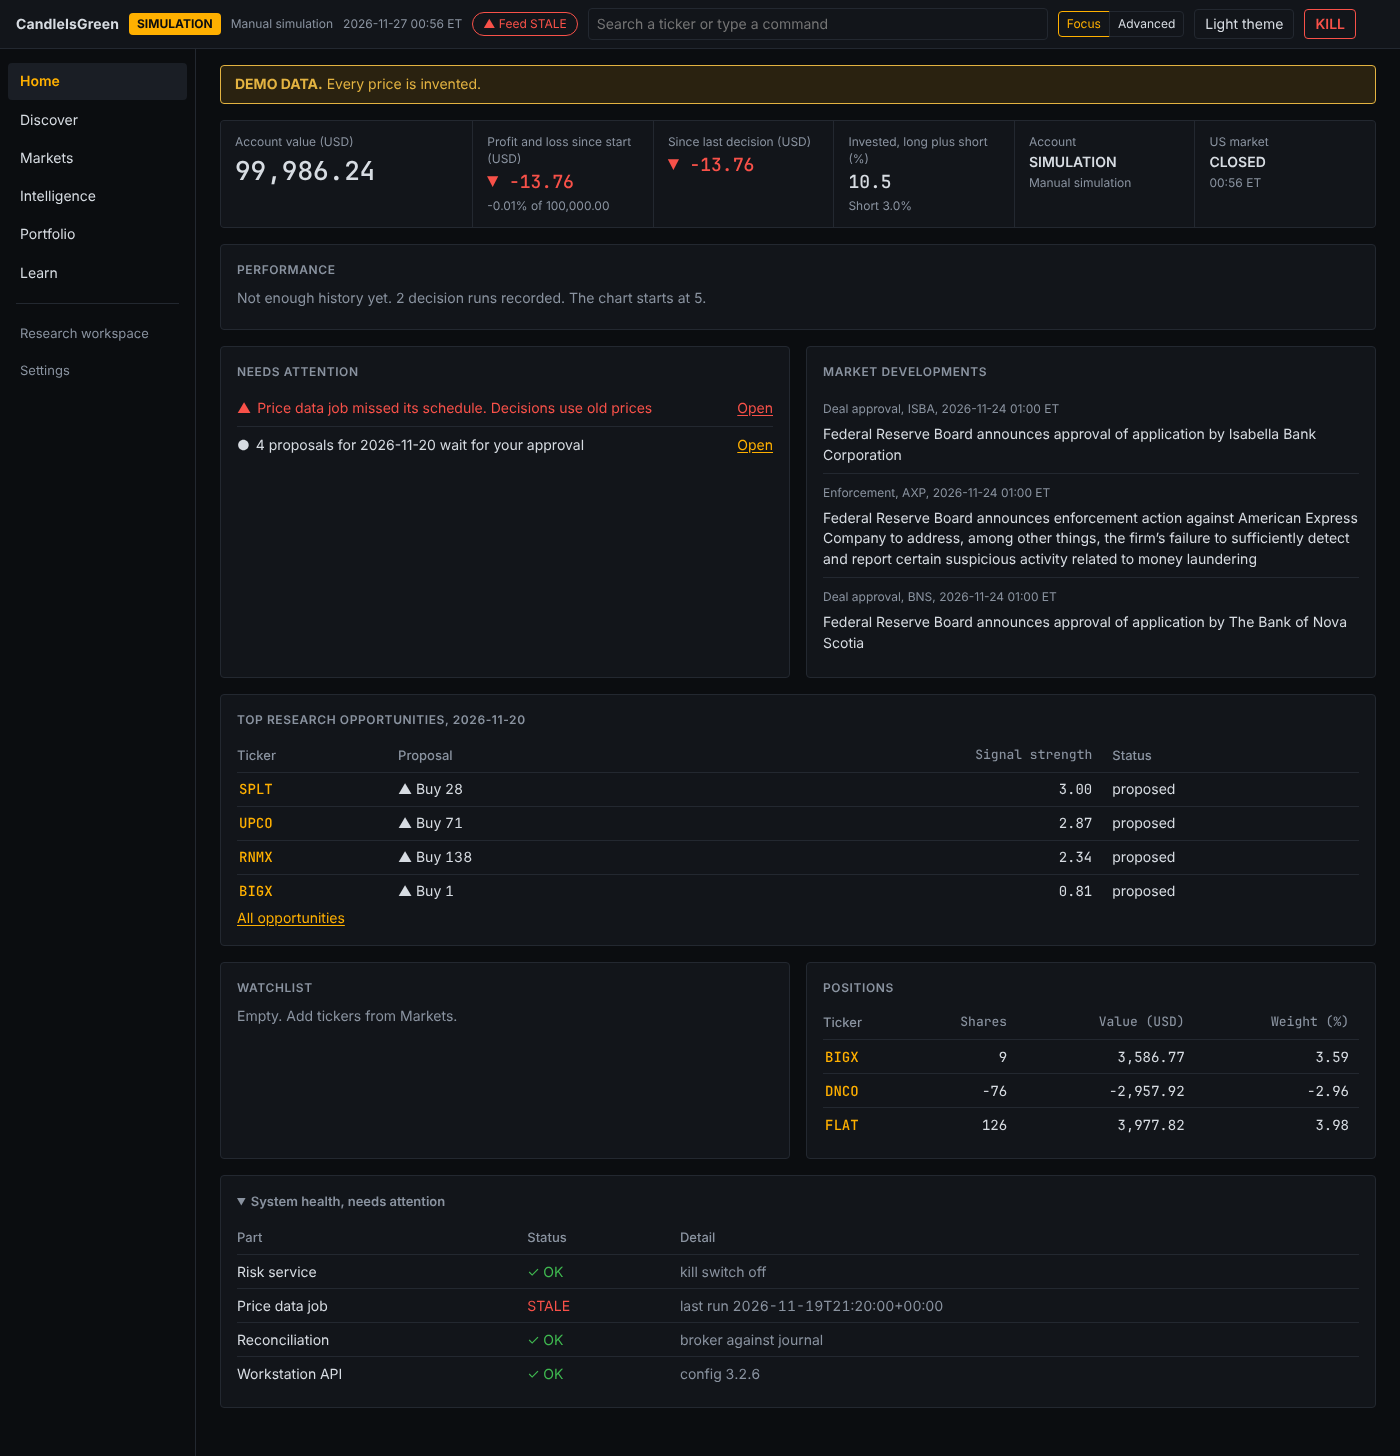 CandleIsGreen SIMULATION Manual simulation 2026-11-27 00:56 ET ▲ Feed STALE Search a ticker or type a command Focus Advanced Light theme KILL
Home
Discover
Markets
Intelligence
Portfolio
Learn
Research workspace
Settings
DEMO DATA. Every price is invented.
Account value (USD)
99,986.24
Profit and loss since start
(USD)
▼ -13.76
-0.01% of 100,000.00
Since last decision (USD)
▼ -13.76
Invested, long plus short
(%)
10.5
Short 3.0%
Account
SIMULATION
Manual simulation
US market
CLOSED
00:56 ET
PERFORMANCE
Not enough history yet. 2 decision runs recorded. The chart starts at 5.
NEEDS ATTENTION
▲ Price data job missed its schedule. Decisions use old prices Open
● 4 proposals for 2026-11-20 wait for your approval Open
MARKET DEVELOPMENTS
Deal approval, ISBA, 2026-11-24 01:00 ET
Federal Reserve Board announces approval of application by Isabella Bank
Corporation
Enforcement, AXP, 2026-11-24 01:00 ET
Federal Reserve Board announces enforcement action against American Express
Company to address, among other things, the firm's failure to sufficiently detect
and report certain suspicious activity related to money laundering
Deal approval, BNS, 2026-11-24 01:00 ET
Federal Reserve Board announces approval of application by The Bank of Nova
Scotia
TOP RESEARCH OPPORTUNITIES, 2026-11-20
Ticker Proposal Signal strength Status
SPLT ▲ Buy 28 3.00 proposed
UPCO ▲ Buy 71 2.87 proposed
RNMX ▲ Buy 138 2.34 proposed
BIGX ▲ Buy 1 0.81 proposed
All opportunities
WATCHLIST
Empty. Add tickers from Markets.
POSITIONS
Ticker Shares Value (USD) Weight (%)
BIGX 9 3,586.77 3.59
DNCO -76 -2,957.92 -2.96
FLAT 126 3,977.82 3.98
▼ System health, needs attention
Part Status Detail
Risk service ✓ OK kill switch off
Price data job STALE last run 2026-11-19T21:20:00+00:00
Reconciliation ✓ OK broker against journal
Workstation API ✓ OK config 3.2.6